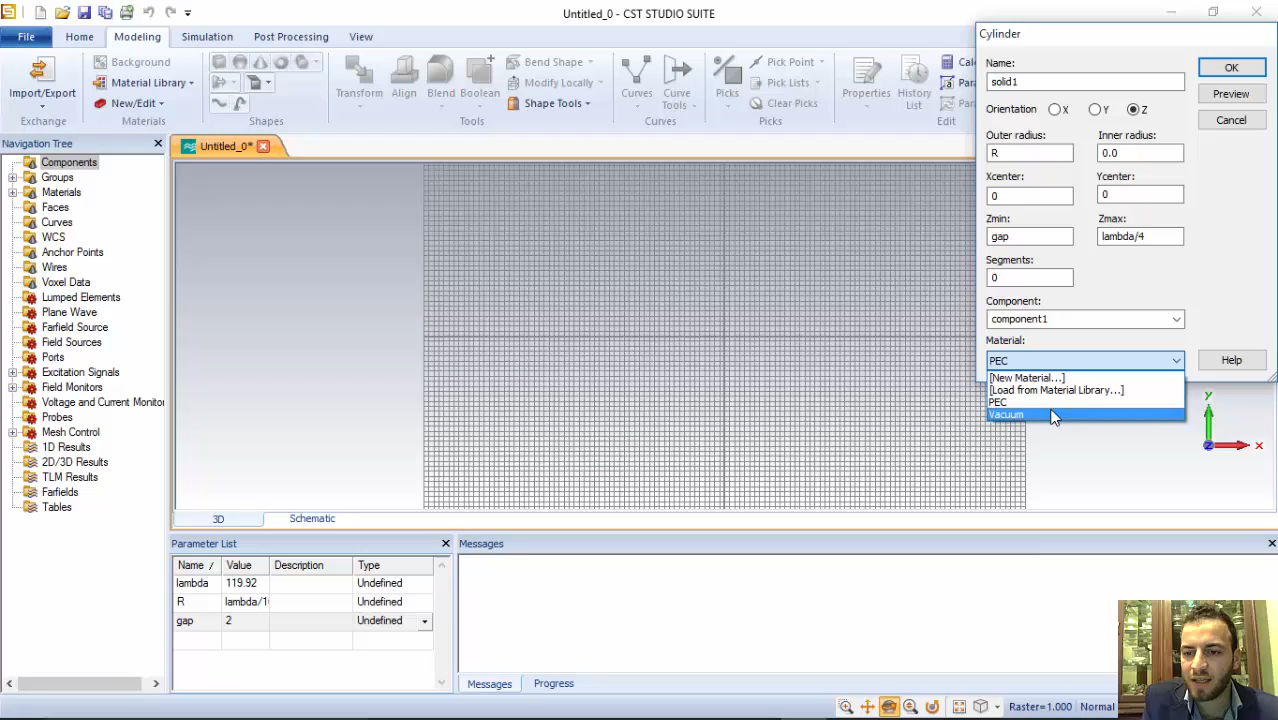 Untitled_0 - CST STUDIO SUITE
File
Home
Modeling
Simulation
Post Processing
View
Import/Export
Exchange
Background
Material Library
New/Edit
Materials
Shapes
Transform
Align
Blend
Boolean
Bend Shape
Modify Locally
Shape Tools
Tools
Curves
Curve
Tools
Curves
Picks
Pick Point
Pick Lists
Clear Picks
Picks
Properties
History
List
Edit
Navigation Tree
Components
Groups
Materials
Faces
Curves
WCS
Anchor Points
Wires
Voxel Data
Lumped Elements
Plane Wave
Farfield Source
Field Sources
Ports
Excitation Signals
Field Monitors
Voltage and Current Monitor
Probes
Mesh Control
1D Results
2D/3D Results
TLM Results
Farfields
Tables
Untitled_0*
3D
Schematic
Cylinder
Name:
solid1
OK
Preview
Cancel
Orientation X Y Z
Outer radius: Inner radius:
R 0.0
Xcenter: Ycenter:
0 0
Zmin: Zmax:
gap lambda/4
Segments:
0
Component:
component1
Material:
PEC
Help
[New Material...]
[Load from Material Library...]
PEC
Vacuum
Y
Z
X
Parameter List
Name / Value Description Type
lambda 119.92 Undefined
R lambda/1 Undefined
gap 2 Undefined
Messages
Messages
Progress
Raster=1.000 Normal